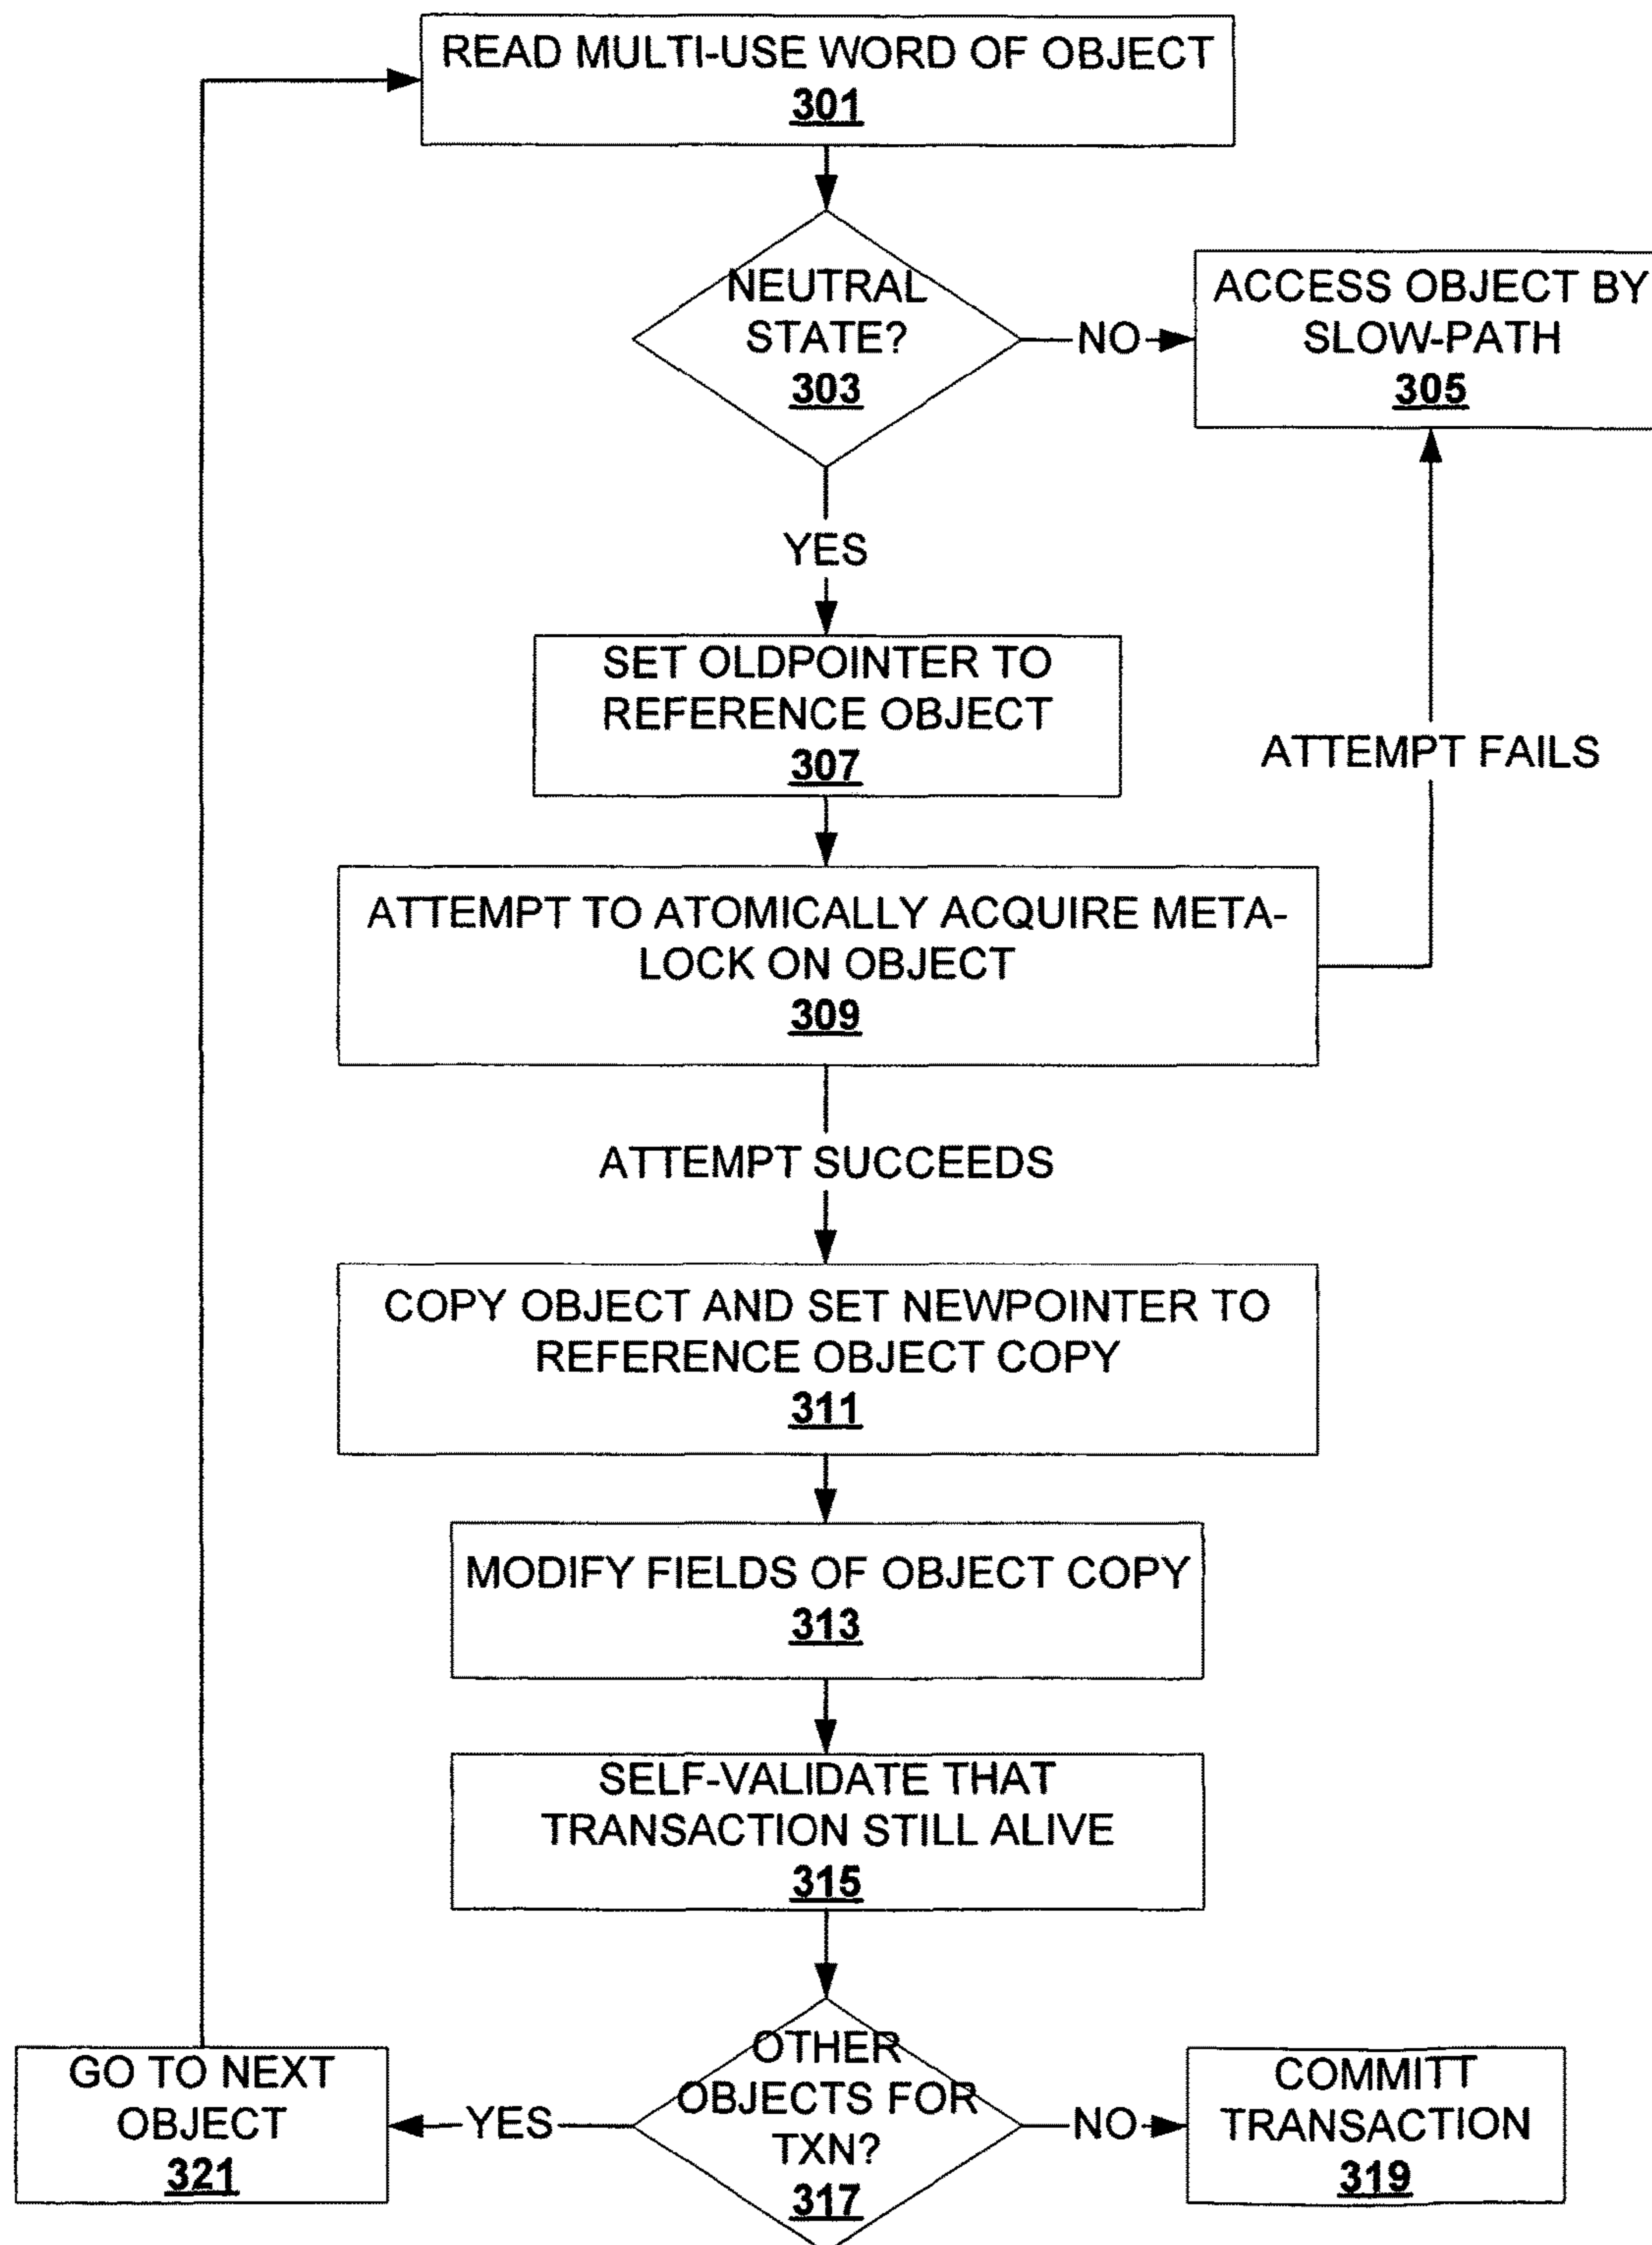 READ MULTI-USE WORD OF OBJECT
301
NEUTRAL
STATE?
303
NO
ACCESS OBJECT BY
SLOW-PATH
305
YES
SET OLDPOINTER TO
REFERENCE OBJECT
307
ATTEMPT FAILS
ATTEMPT TO ATOMICALLY ACQUIRE META-
LOCK ON OBJECT
309
ATTEMPT SUCCEEDS
COPY OBJECT AND SET NEWPOINTER TO
REFERENCE OBJECT COPY
311
MODIFY FIELDS OF OBJECT COPY
313
SELF-VALIDATE THAT
TRANSACTION STILL ALIVE
315
OTHER
OBJECTS FOR
TXN?
317
YES
GO TO NEXT
OBJECT
321
NO
COMMITT
TRANSACTION
319